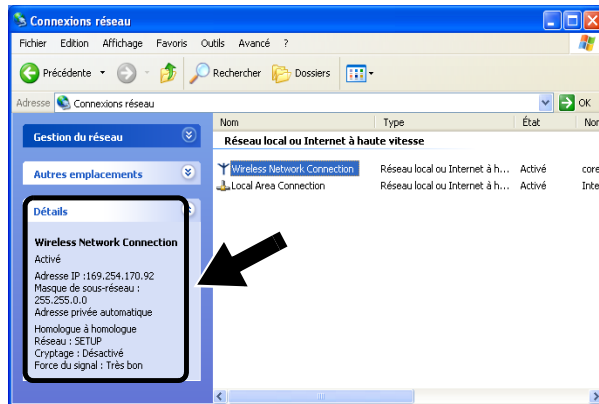 Connexions réseau
Fichier Edition Affichage Favoris Outils Avancé ?
Précédente Rechercher Dossiers
Adresse Connexions réseau OK
Nom Type État Nor
Gestion du réseau
Réseau local ou Internet à haute vitesse
Autres emplacements
Wireless Network Connection Réseau local ou Internet à h... Activé core
Local Area Connection Réseau local ou Internet à h... Activé Inte
Détails
Wireless Network Connection
Activé
Adresse IP :169.254.170.92
Masque de sous-réseau :
255.255.0.0
Adresse privée automatique
Homologue à homologue
Réseau : SETUP
Cryptage : Désactivé
Force du signal : Très bon